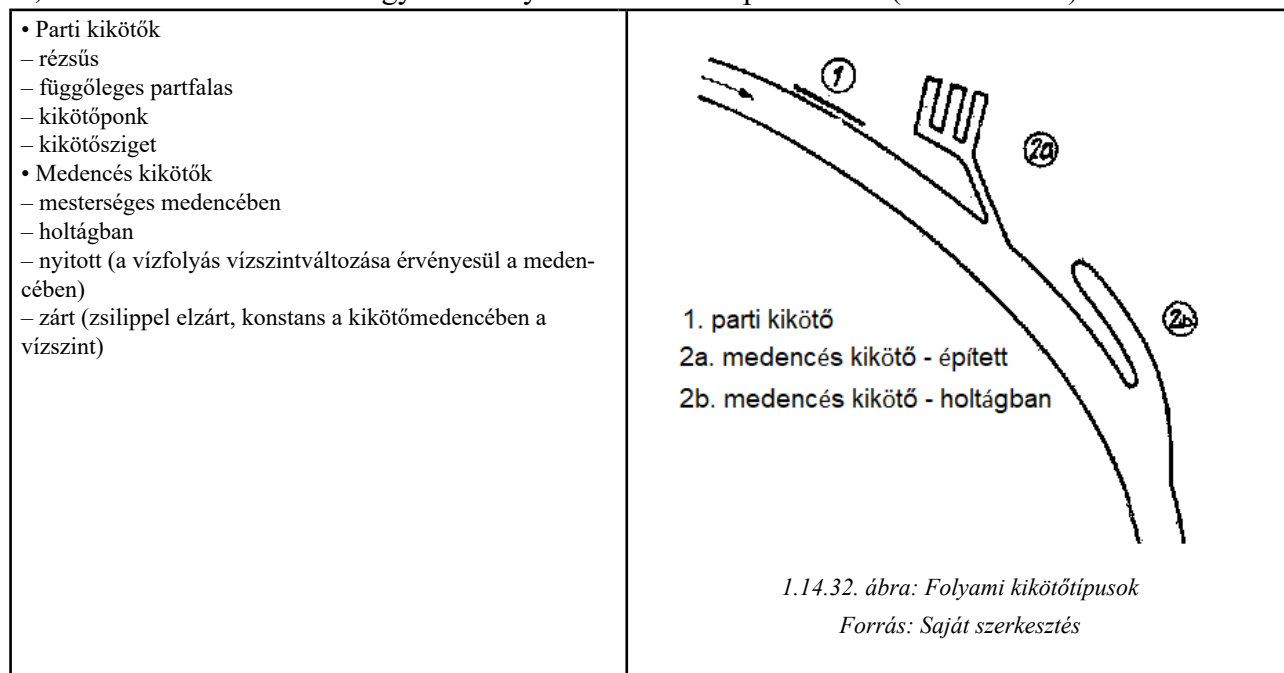 • Parti kikötők
– rézsűs
– függőleges partfalas
– kikötőponk
– kikötősziget
• Medencés kikötők
– mesterséges medencében
– holtágban
– nyitott (a vízfolyás vízszintváltozása érvényesül a meden-
cében)
– zárt (zsilippel elzárt, konstans a kikötőmedencében a
vízszint)
1
2a
2b
1. parti kikötő
2a. medencés kikötő - épített
2b. medencés kikötő - holtágban
1.14.32. ábra: Folyami kikötőtípusok
Forrás: Saját szerkesztés